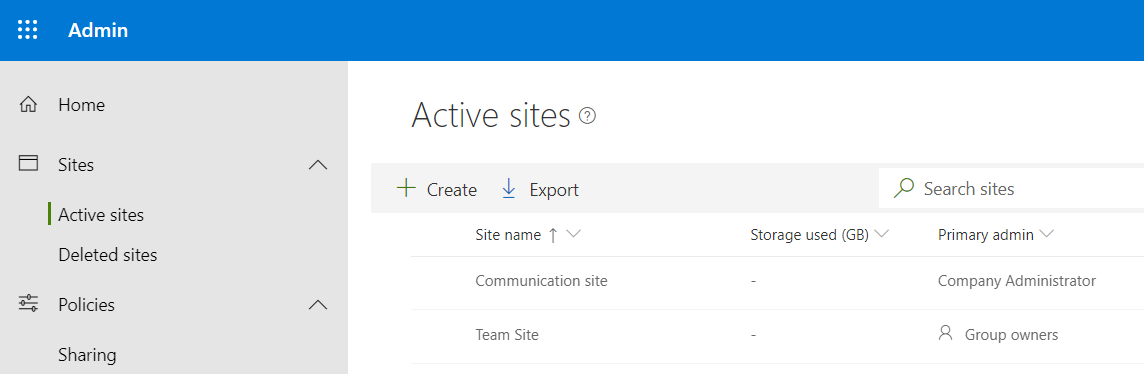 Admin
Home
Sites
Active sites
Deleted sites
Policies
Sharing
Active sites ?
+ Create ↓ Export Search sites
Site name ↑ Storage used (GB) Primary admin
Communication site - Company Administrator
Team Site - Group owners